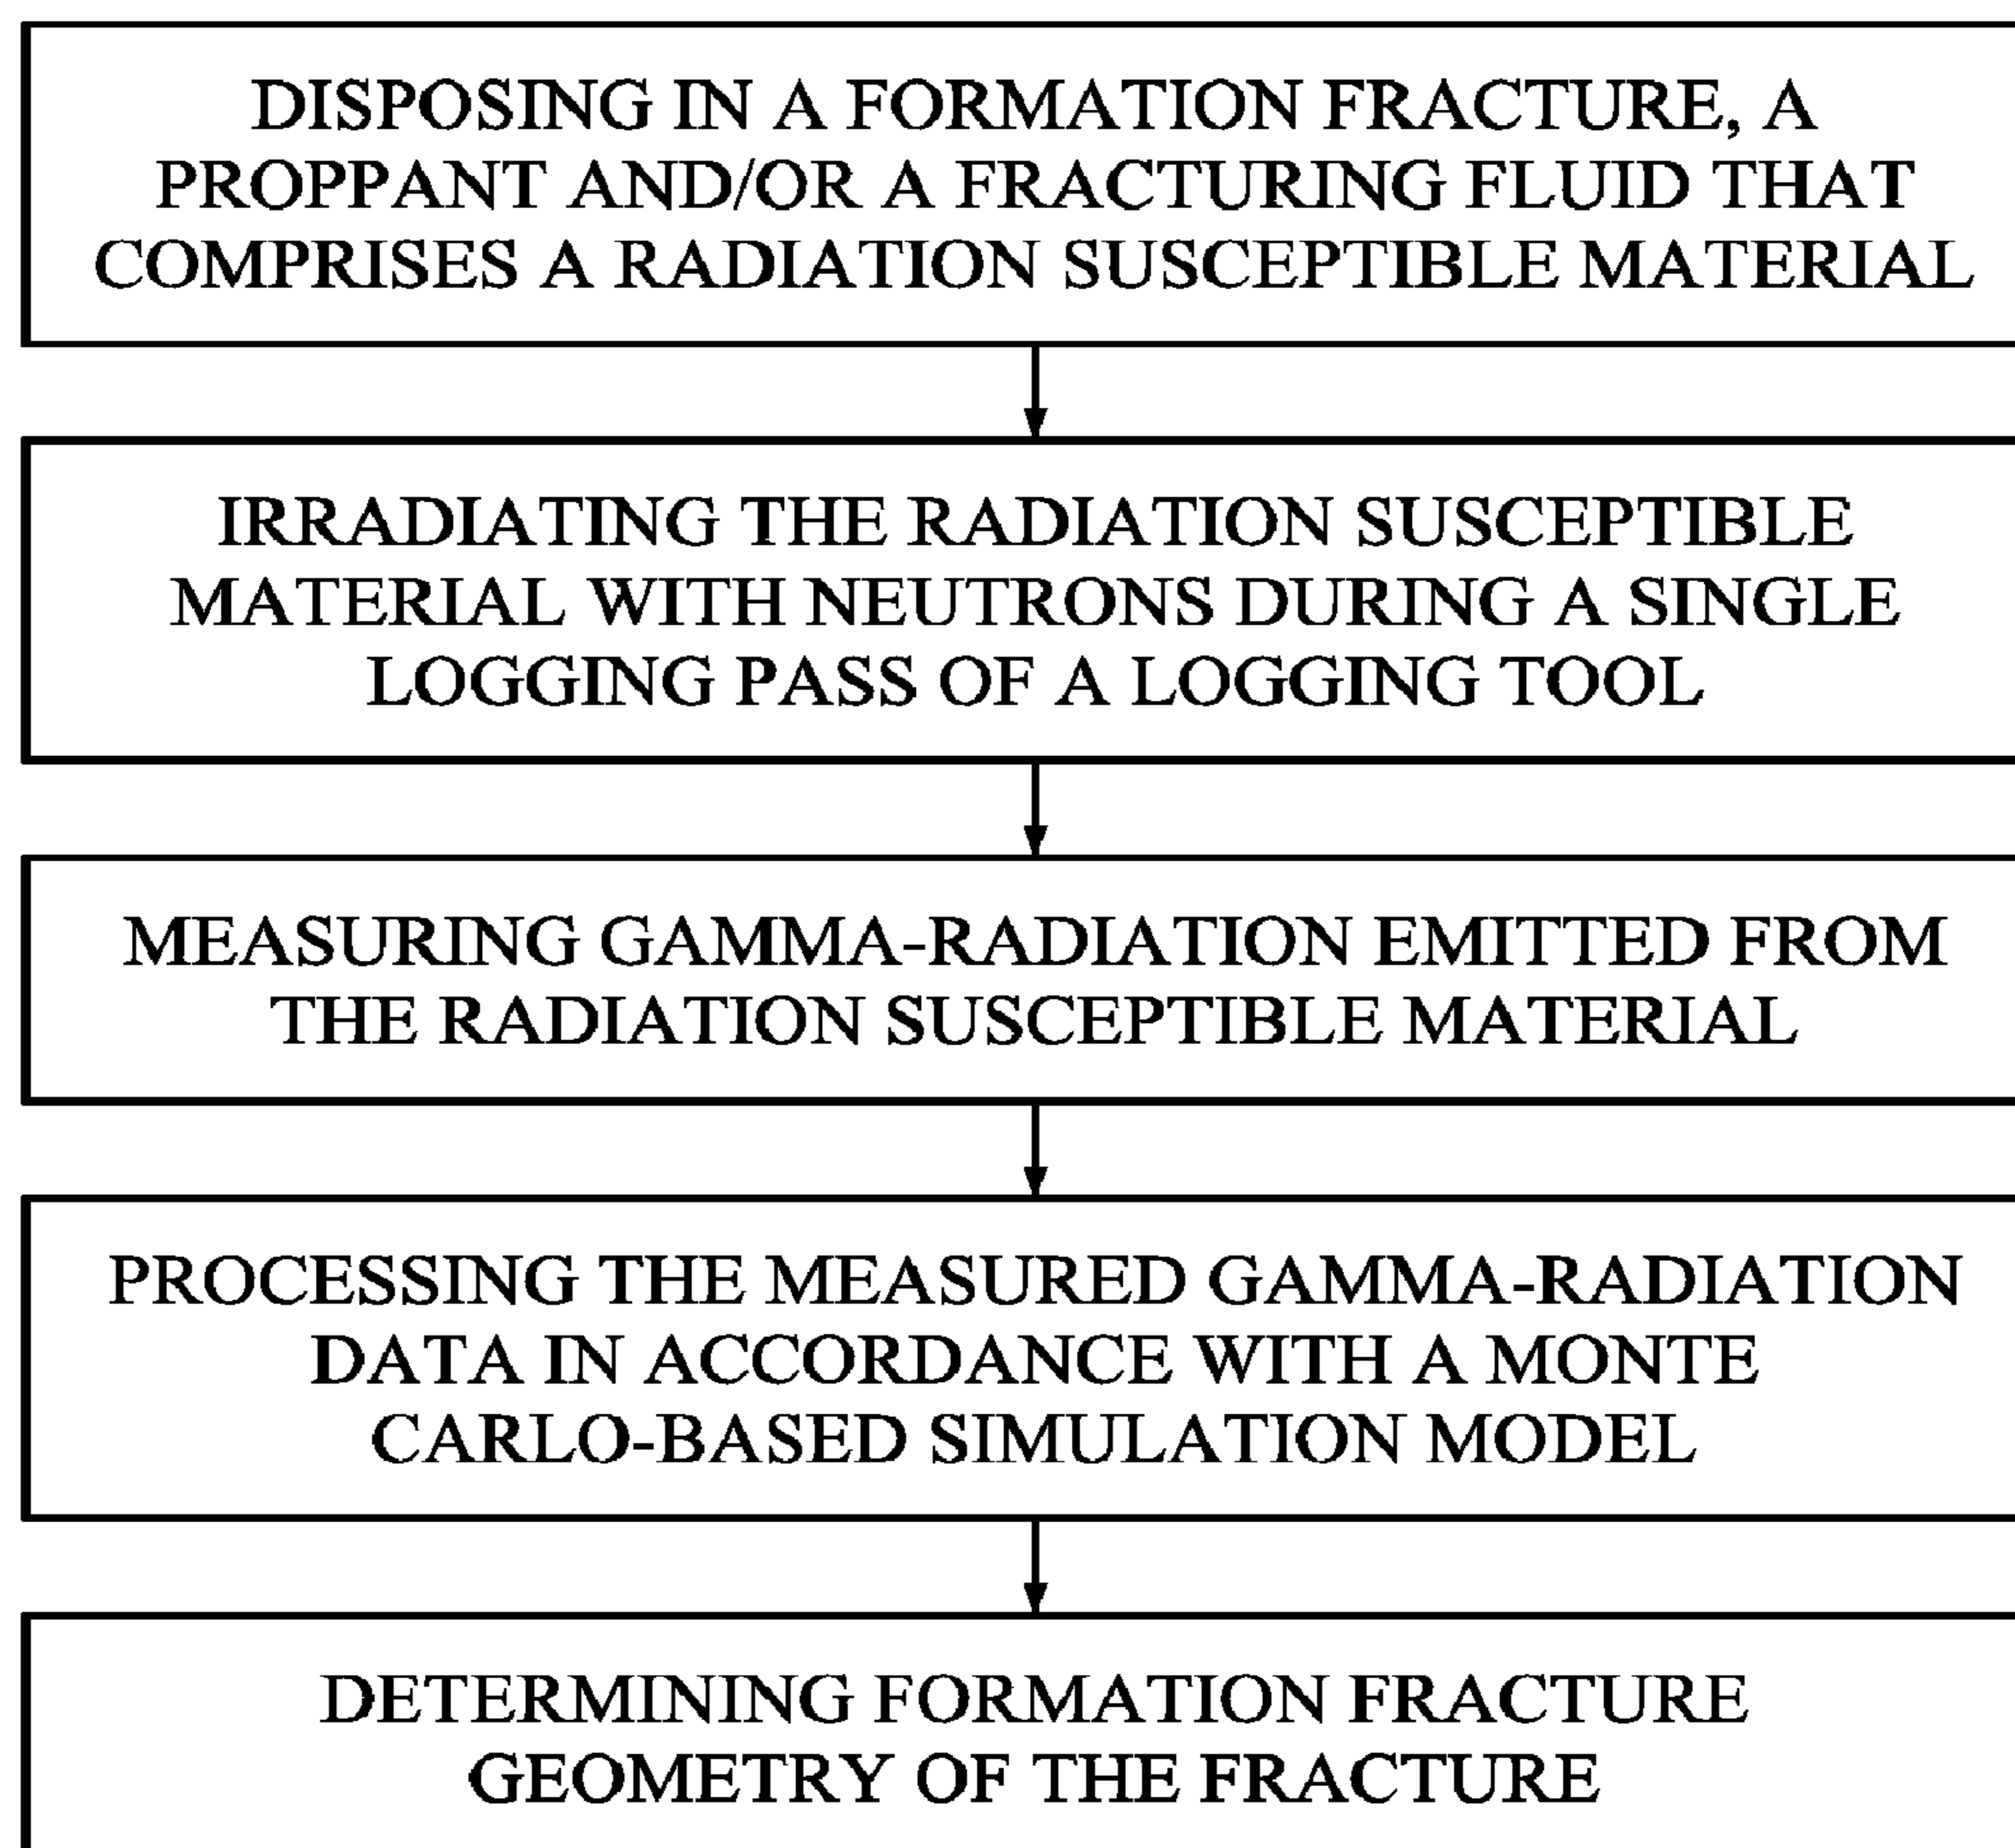 DISPOSING IN A FORMATION FRACTURE, A
PROPPANT AND/OR A FRACTURING FLUID THAT
COMPRISES A RADIATION SUSCEPTIBLE MATERIAL
IRRADIATING THE RADIATION SUSCEPTIBLE
MATERIAL WITH NEUTRONS DURING A SINGLE
LOGGING PASS OF A LOGGING TOOL
MEASURING GAMMA-RADIATION EMITTED FROM
THE RADIATION SUSCEPTIBLE MATERIAL
PROCESSING THE MEASURED GAMMA-RADIATION
DATA IN ACCORDANCE WITH A MONTE
CARLO-BASED SIMULATION MODEL
DETERMINING FORMATION FRACTURE
GEOMETRY OF THE FRACTURE